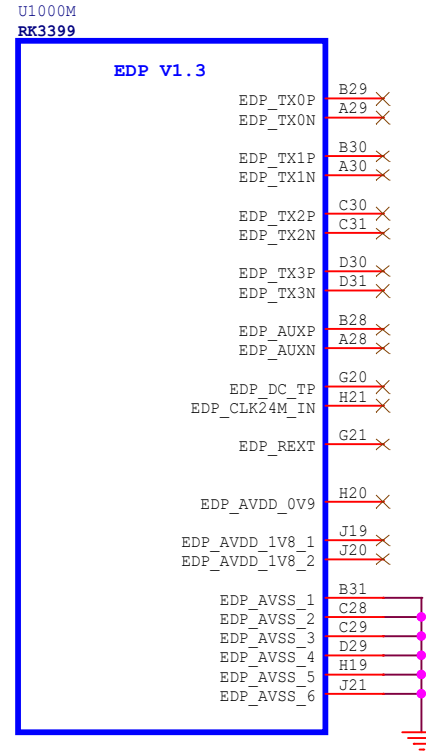 U1000M
RK3399
EDP V1.3
EDP_TX0P B29
EDP_TX0N A29
EDP_TX1P B30
EDP_TX1N A30
EDP_TX2P C30
EDP_TX2N C31
EDP_TX3P D30
EDP_TX3N D31
EDP_AUXP B28
EDP_AUXN A28
EDP_DC_TP G20
EDP_CLK24M_IN H21
EDP_REXT G21
EDP_AVDD_0V9 H20
EDP_AVDD_1V8_1 J19
EDP_AVDD_1V8_2 J20
EDP_AVSS_1 B31
EDP_AVSS_2 C28
EDP_AVSS_3 C29
EDP_AVSS_4 D29
EDP_AVSS_5 H19
EDP_AVSS_6 J21